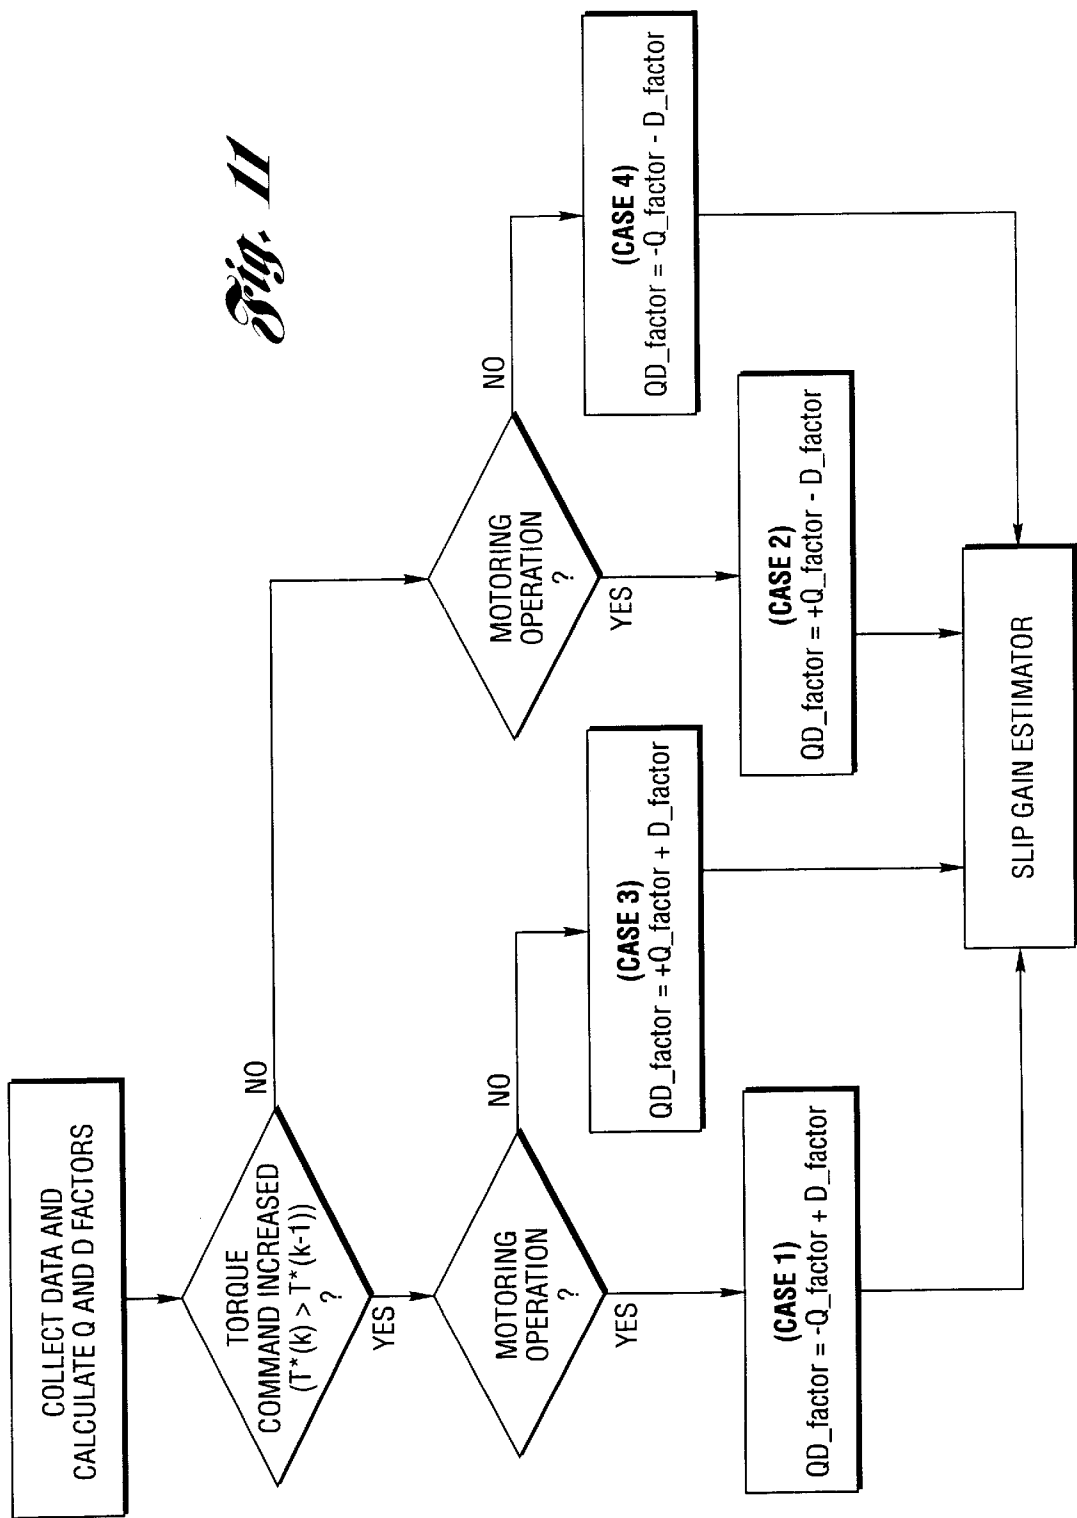 COLLECT DATA AND
CALCULATE Q AND D FACTORS
TORQUE
COMMAND INCREASED
(T*(k) > T*(k-1))
?
NO
YES
MOTORING
OPERATION
?
NO
YES
(CASE 1)
QD_factor = -Q_factor + D_factor
(CASE 3)
QD_factor = +Q_factor + D_factor
MOTORING
OPERATION
?
NO
YES
(CASE 2)
QD_factor = +Q_factor - D_factor
(CASE 4)
QD_factor = -Q_factor - D_factor
SLIP GAIN ESTIMATOR
Fig. 11